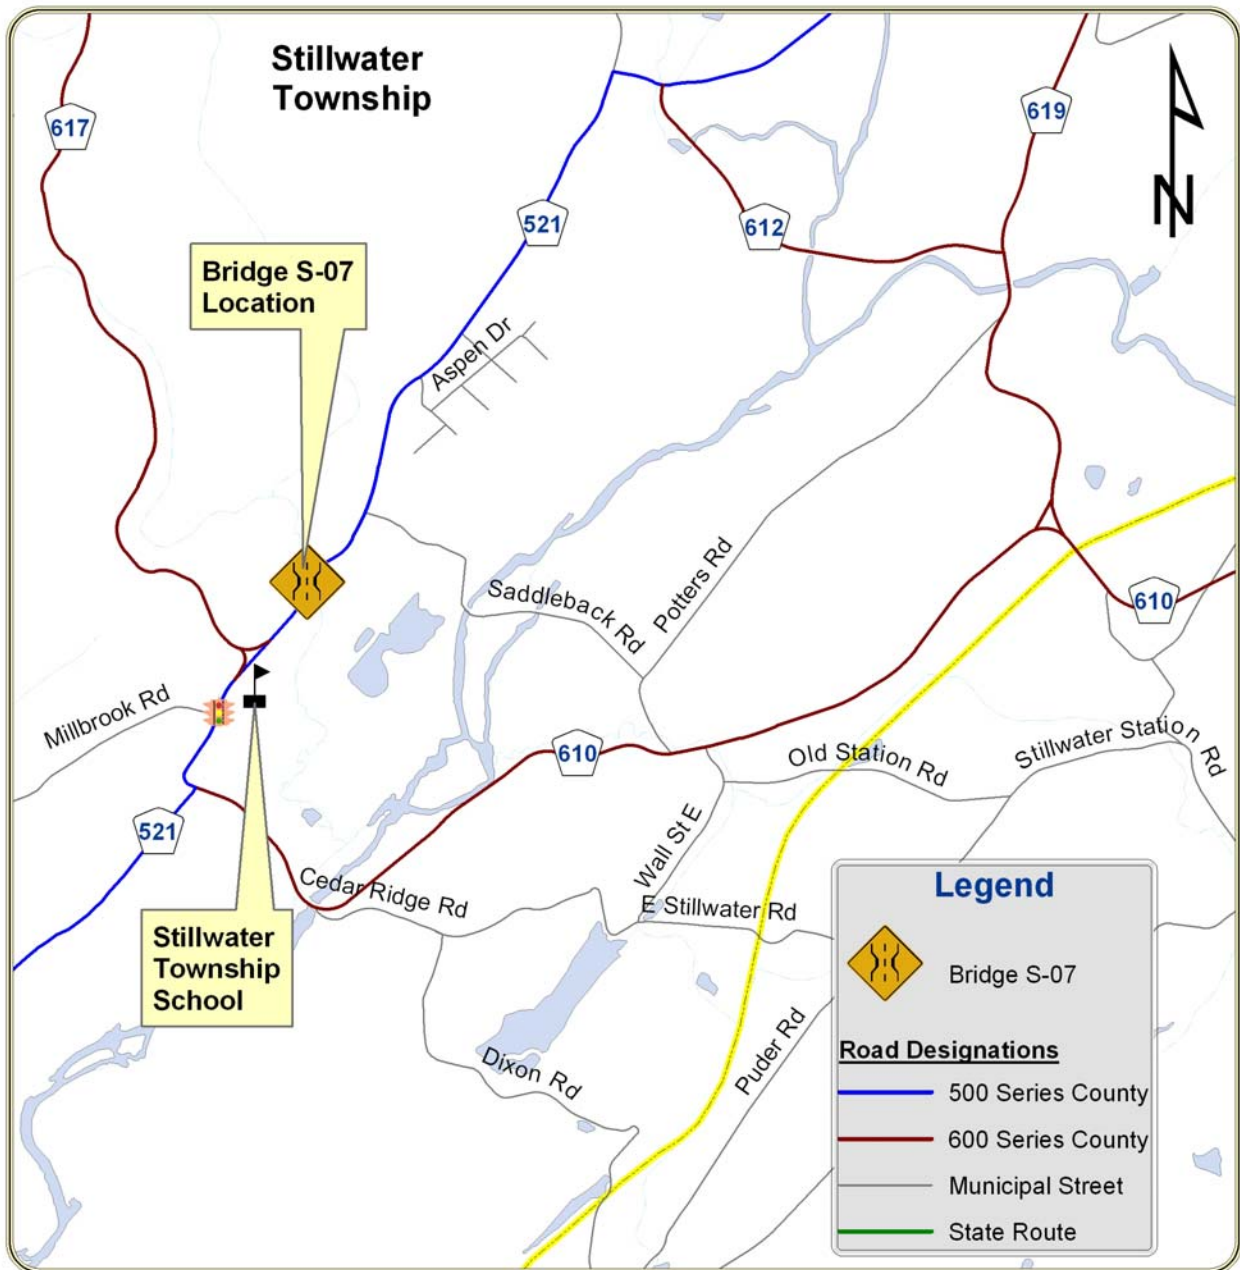 Stillwater
Township
617
619
N
521
612
Bridge S-07
Location
Aspen Dr
Saddleback Rd
Potters Rd
610
Millbrook Rd
610
Old Station Rd
Stillwater Station Rd
521
Wall St E
Cedar Ridge Rd
E Stillwater Rd
Stillwater
Township
School
Dixon Rd
Puder Rd
Legend
Bridge S-07
Road Designations
500 Series County
600 Series County
Municipal Street
State Route